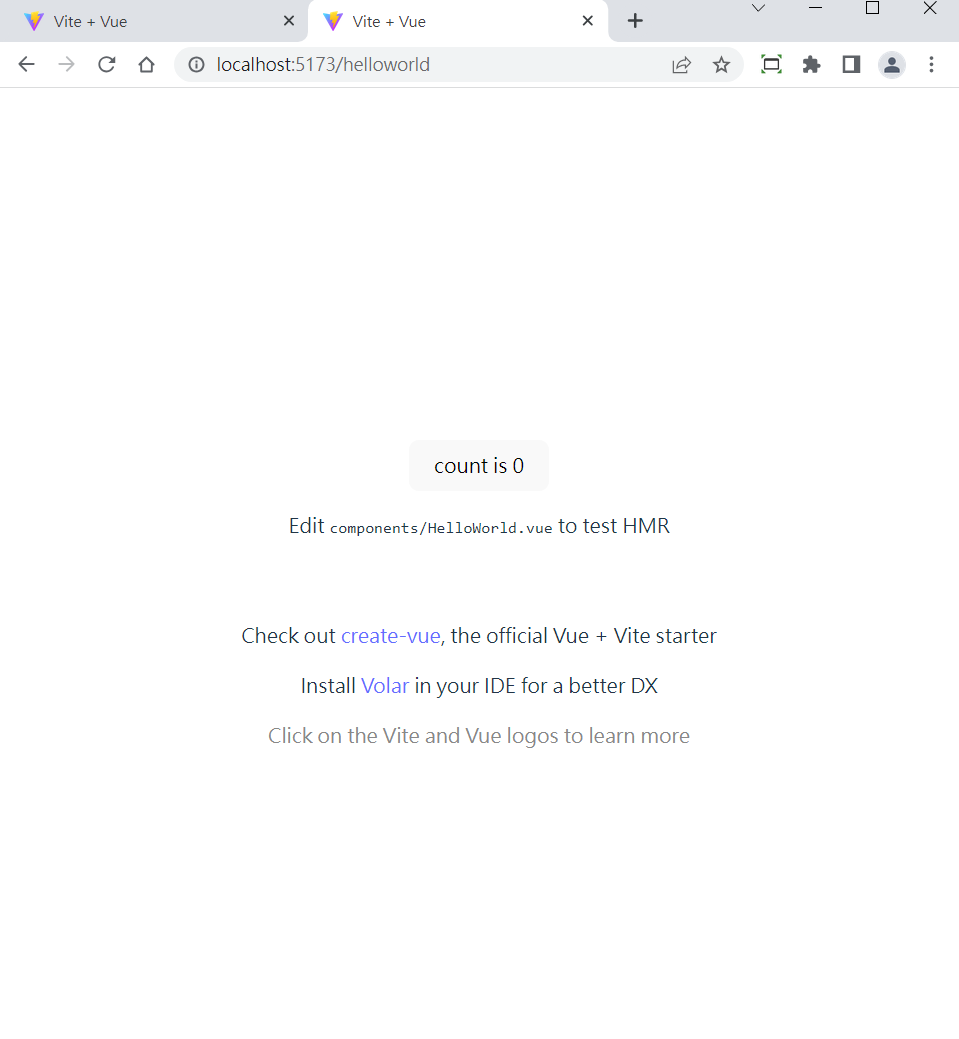 Vite + Vue
Vite + Vue
localhost:5173/helloworld
count is 0
Edit components/HelloWorld.vue to test HMR
Check out create-vue, the official Vue + Vite starter
Install Volar in your IDE for a better DX
Click on the Vite and Vue logos to learn more